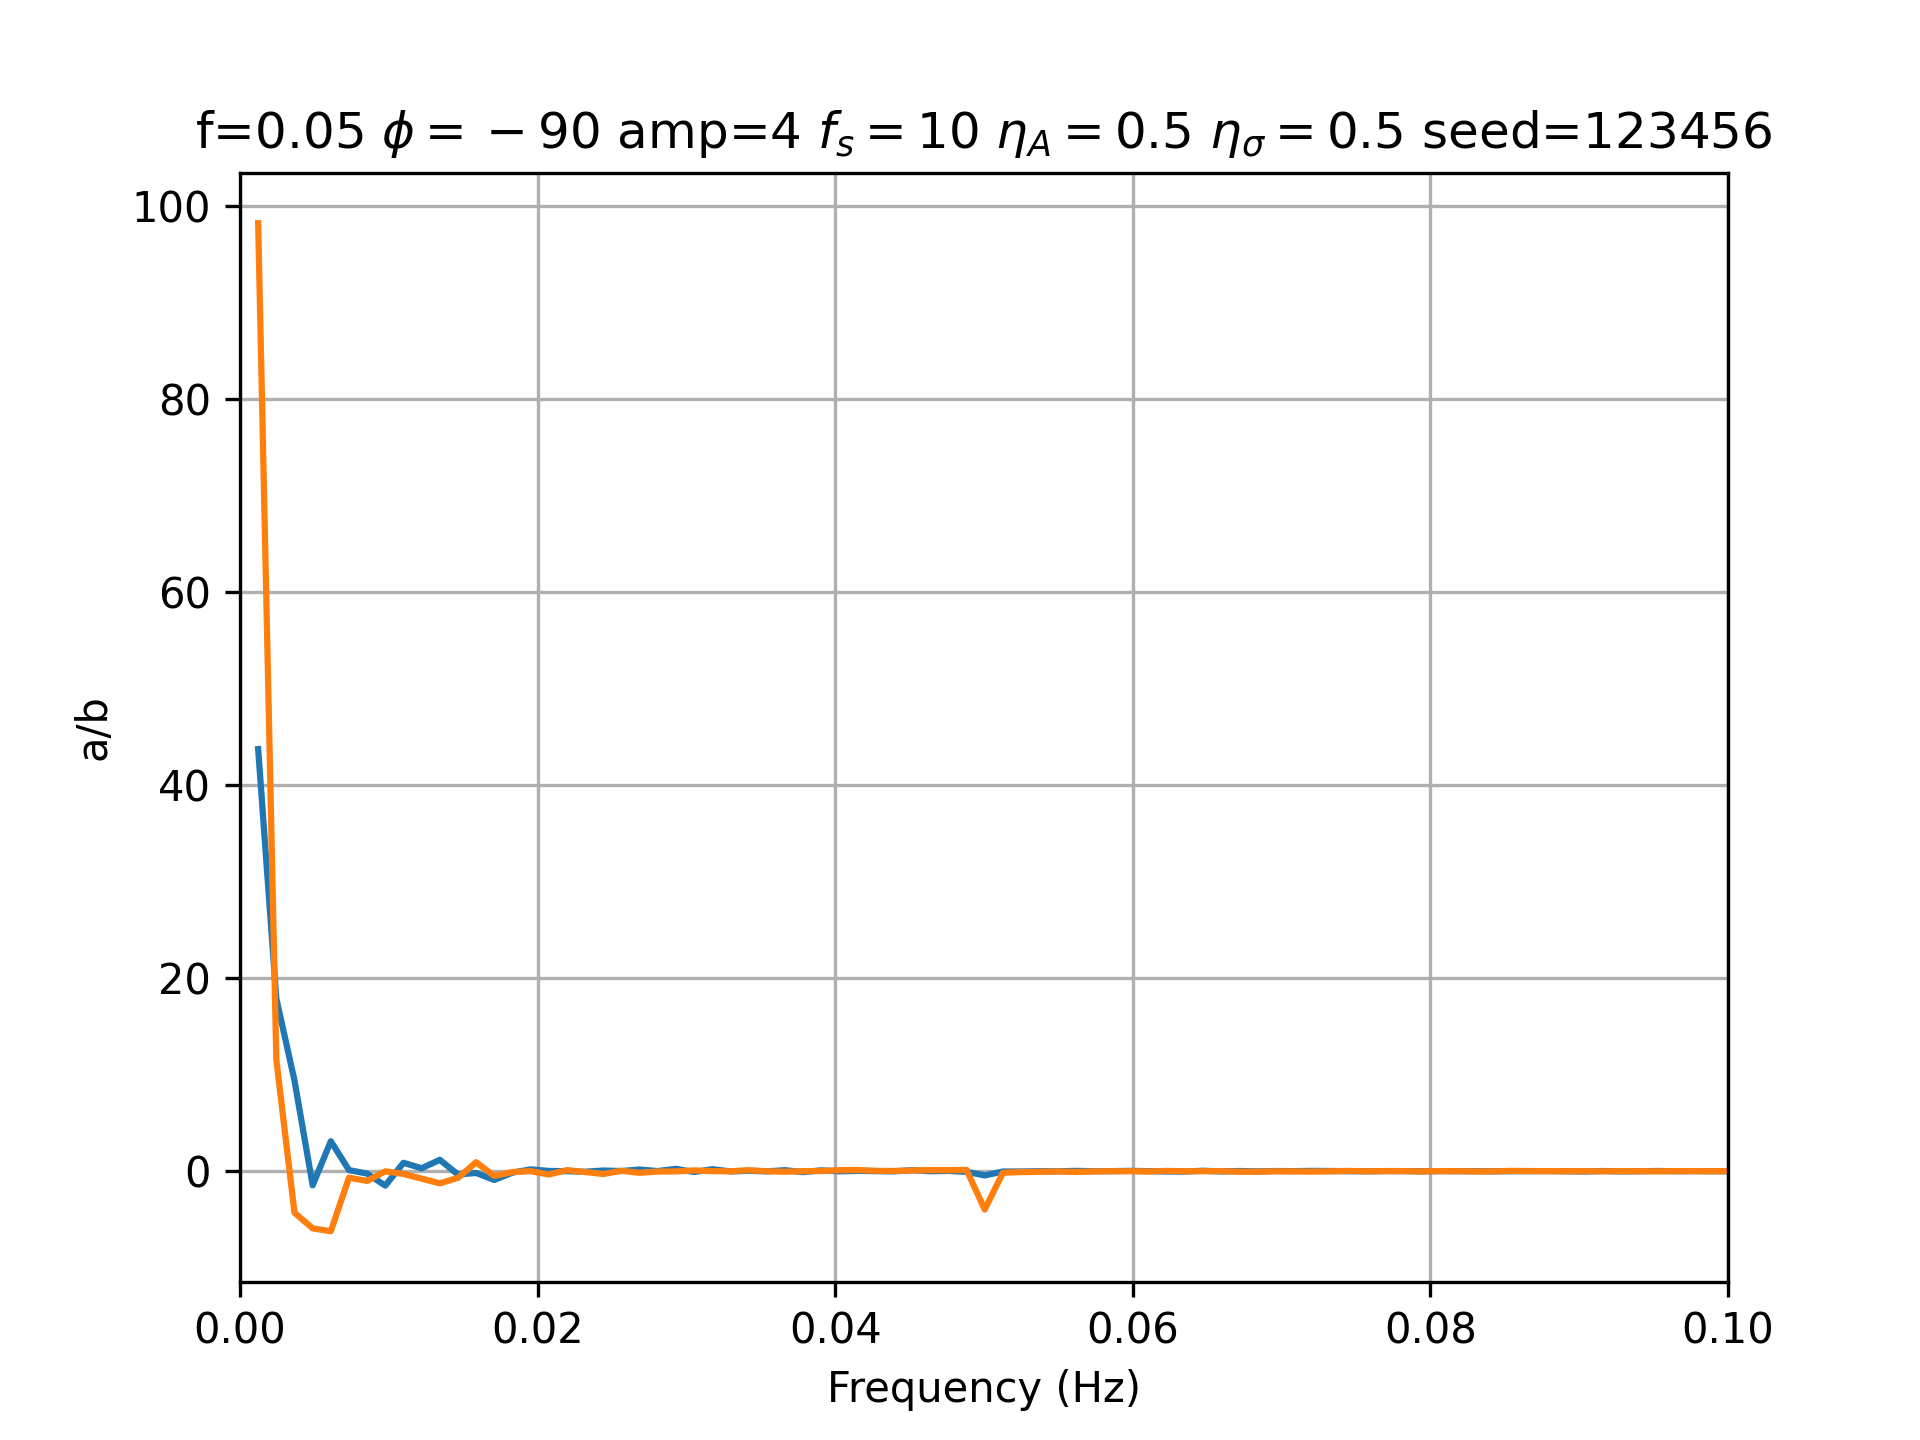 f=0.05 ϕ = −90 amp=4 fₛ = 10 η_A = 0.5 η_σ = 0.5 seed=123456
100
80
60
40
20
0
a/b
0.00 0.02 0.04 0.06 0.08 0.10
Frequency (Hz)